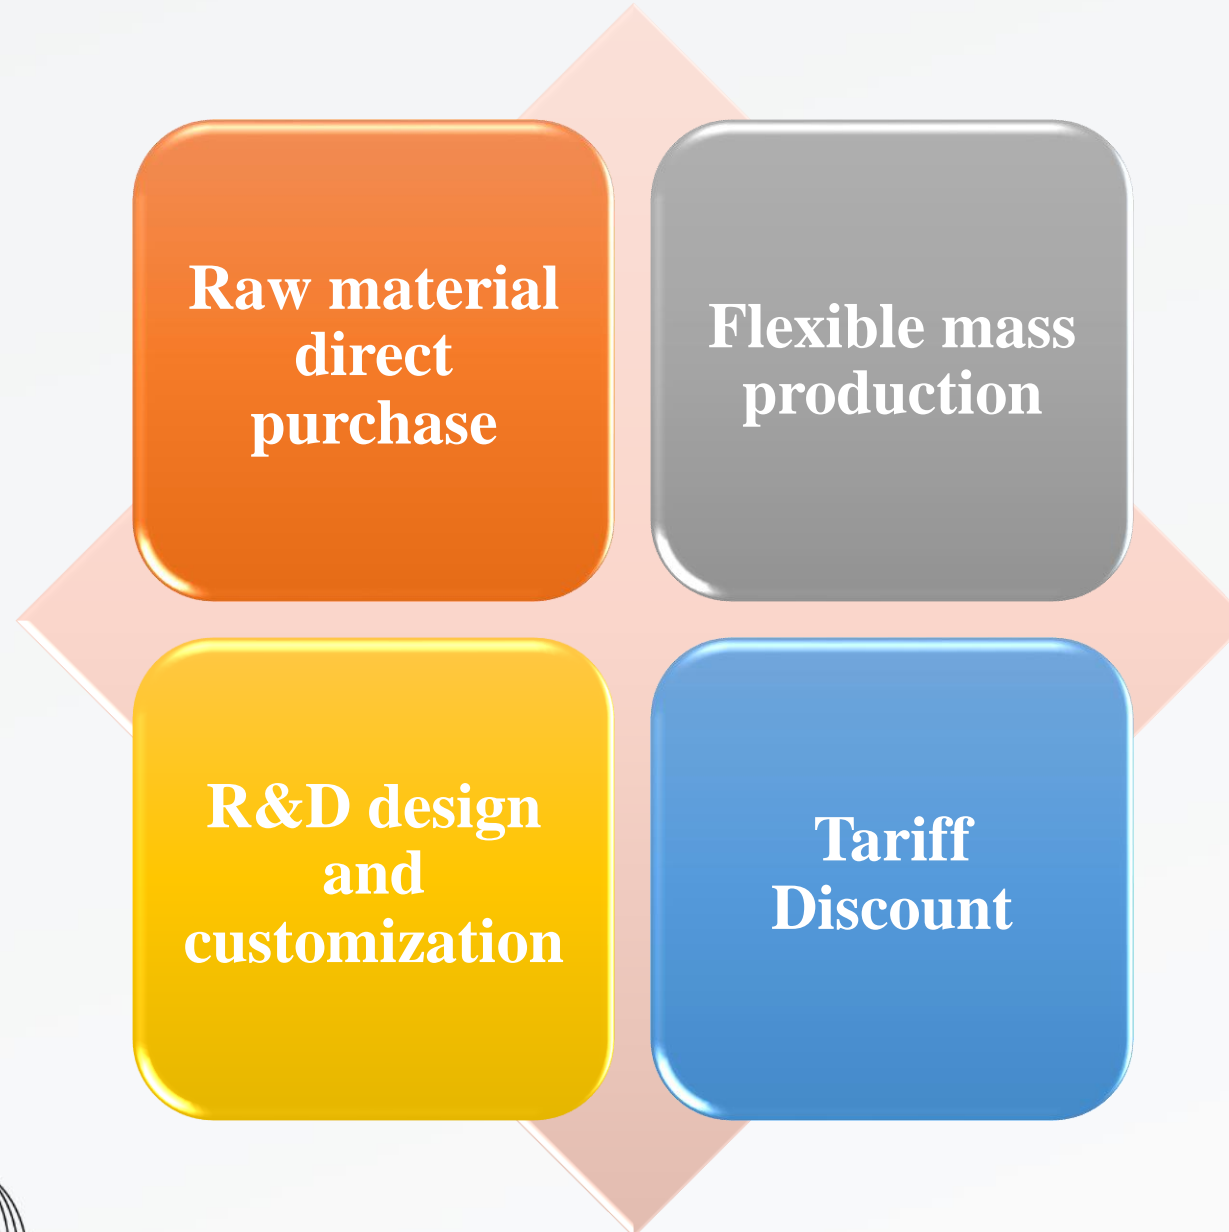 Raw material
direct
purchase
Flexible mass
production
R&D design
and
customization
Tariff
Discount